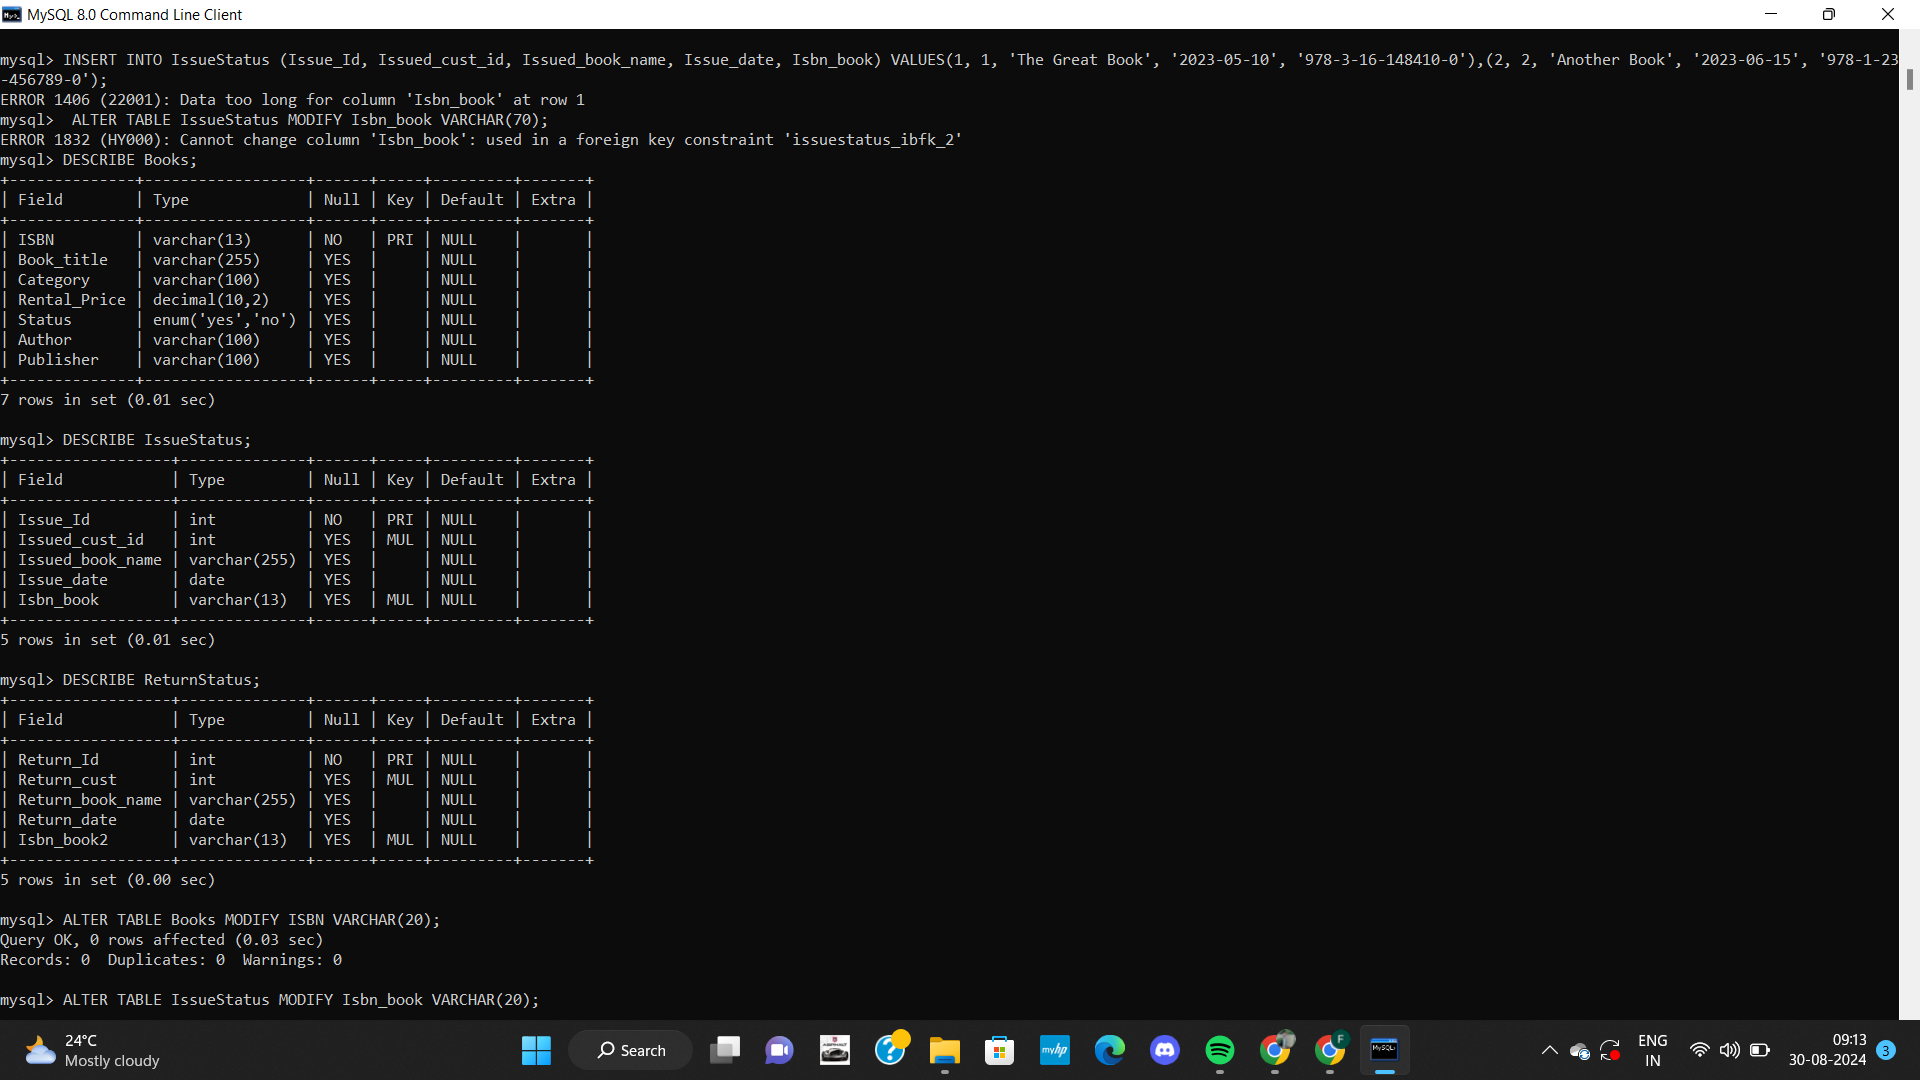 MySQL 8.0 Command Line Client
mysql> INSERT INTO IssueStatus (Issue_Id, Issued_cust_id, Issued_book_name, Issue_date, Isbn_book) VALUES(1, 1, 'The Great Book', '2023-05-10', '978-3-16-148410-0'),(2, 2, 'Another Book', '2023-06-15', '978-1-23
-456789-0');
ERROR 1406 (22001): Data too long for column 'Isbn_book' at row 1
mysql>  ALTER TABLE IssueStatus MODIFY Isbn_book VARCHAR(70);
ERROR 1832 (HY000): Cannot change column 'Isbn_book': used in a foreign key constraint 'issuestatus_ibfk_2'
mysql> DESCRIBE Books;
+--------------+------------------+------+-----+---------+-------+
| Field        | Type             | Null | Key | Default | Extra |
+--------------+------------------+------+-----+---------+-------+
| ISBN         | varchar(13)      | NO   | PRI | NULL    |       |
| Book_title   | varchar(255)     | YES  |     | NULL    |       |
| Category     | varchar(100)     | YES  |     | NULL    |       |
| Rental_Price | decimal(10,2)    | YES  |     | NULL    |       |
| Status       | enum('yes','no') | YES  |     | NULL    |       |
| Author       | varchar(100)     | YES  |     | NULL    |       |
| Publisher    | varchar(100)     | YES  |     | NULL    |       |
+--------------+------------------+------+-----+---------+-------+
7 rows in set (0.01 sec)
mysql> DESCRIBE IssueStatus;
+------------------+--------------+------+-----+---------+-------+
| Field            | Type         | Null | Key | Default | Extra |
+------------------+--------------+------+-----+---------+-------+
| Issue_Id         | int          | NO   | PRI | NULL    |       |
| Issued_cust_id   | int          | YES  | MUL | NULL    |       |
| Issued_book_name | varchar(255) | YES  |     | NULL    |       |
| Issue_date       | date         | YES  |     | NULL    |       |
| Isbn_book        | varchar(13)  | YES  | MUL | NULL    |       |
+------------------+--------------+------+-----+---------+-------+
5 rows in set (0.01 sec)
mysql> DESCRIBE ReturnStatus;
+------------------+--------------+------+-----+---------+-------+
| Field            | Type         | Null | Key | Default | Extra |
+------------------+--------------+------+-----+---------+-------+
| Return_Id        | int          | NO   | PRI | NULL    |       |
| Return_cust      | int          | YES  | MUL | NULL    |       |
| Return_book_name | varchar(255) | YES  |     | NULL    |       |
| Return_date      | date         | YES  |     | NULL    |       |
| Isbn_book2       | varchar(13)  | YES  | MUL | NULL    |       |
+------------------+--------------+------+-----+---------+-------+
5 rows in set (0.00 sec)
mysql> ALTER TABLE Books MODIFY ISBN VARCHAR(20);
Query OK, 0 rows affected (0.03 sec)
Records: 0  Duplicates: 0  Warnings: 0
mysql> ALTER TABLE IssueStatus MODIFY Isbn_book VARCHAR(20);
24°C
Mostly cloudy
Search
myhp
F
MySQL
ENG
IN
09:13
30-08-2024
3